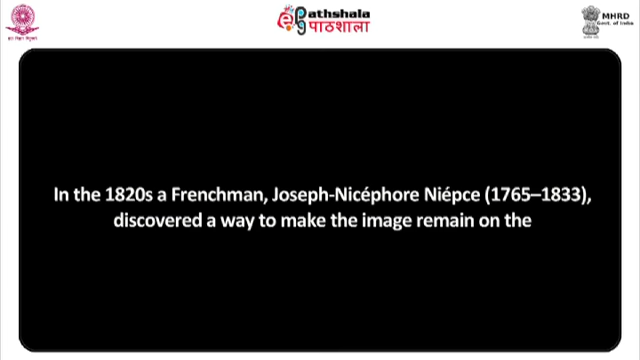 Pathshala
पाठशाला
MHRD
Govt. of India
In the 1820s a Frenchman, Joseph-Nicéphore Niépce (1765–1833),
discovered a way to make the image remain on the